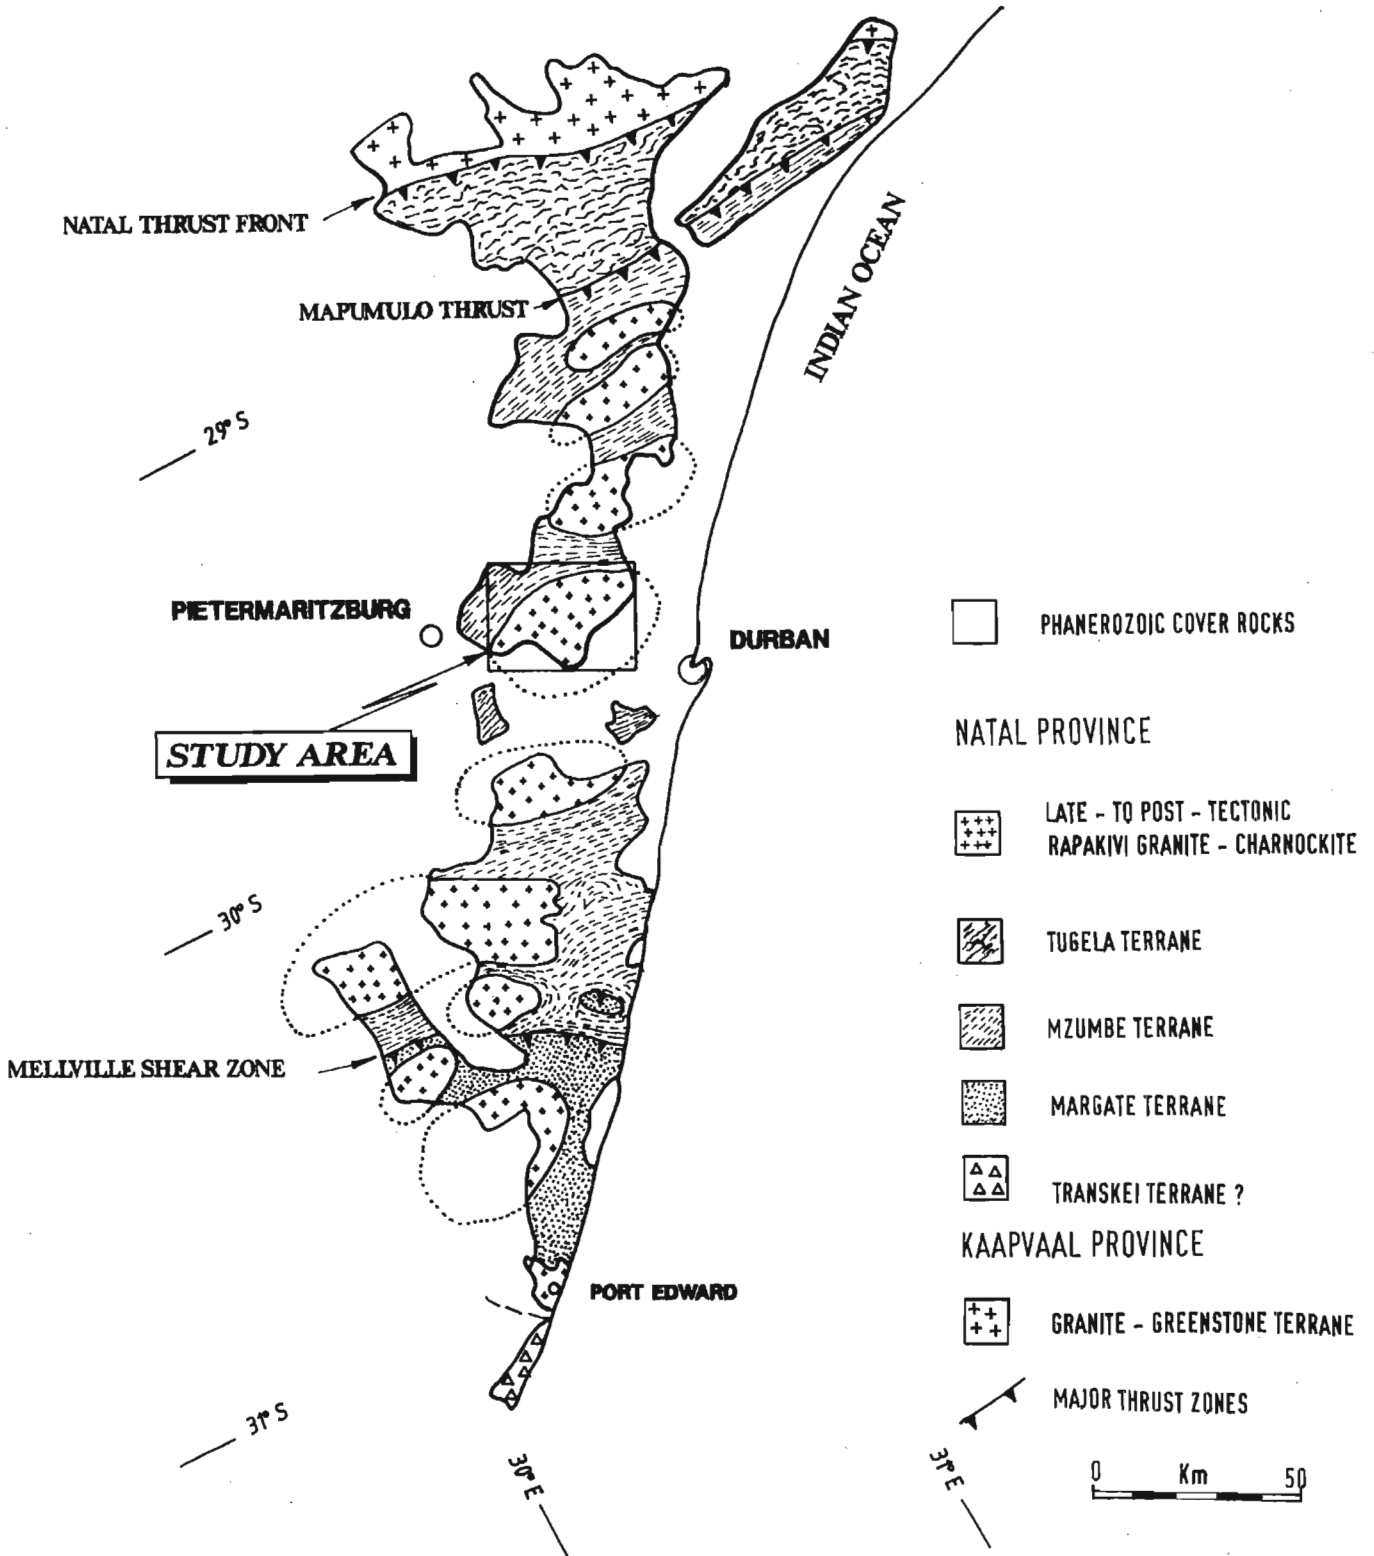 NATAL THRUST FRONT
MAPUMULO THRUST
INDIAN OCEAN
29° S
PIETERMARITZBURG
DURBAN
STUDY AREA
30° S
MELLVILLE SHEAR ZONE
PORT EDWARD
31° S
30° E
31° E
PHANEROZOIC COVER ROCKS
NATAL PROVINCE
LATE - TO POST - TECTONIC
RAPAKIVI GRANITE - CHARNOCKITE
TUGELA TERRANE
MZUMBE TERRANE
MARGATE TERRANE
TRANSKEI TERRANE ?
KAAPVAAL PROVINCE
GRANITE - GREENSTONE TERRANE
MAJOR THRUST ZONES
0 Km 50